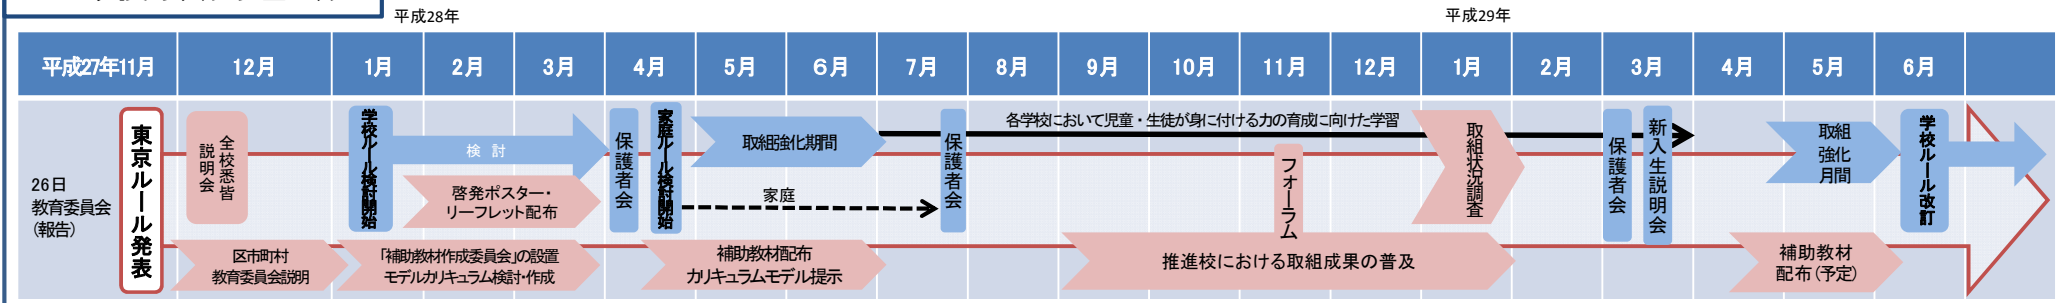 平成28年
平成29年
平成27年11月
12月
1月
2月
3月
4月
5月
6月
7月
8月
9月
10月
11月
12月
1月
2月
3月
4月
5月
6月
26日
教育委員会
(報告)
東京ルール発表
全校悉皆
説明会
学校ルール検討開始
検 討
啓発ポスター・
リーフレット配布
保護者会
家庭ルール検討開始
取組強化期間
家庭
保護者会
各学校において児童・生徒が身に付ける力の育成に向けた学習
フォーラム
取組状況調査
保護者会
新入生説明会
取組
強化
月間
学校ルール改訂
区市町村
教育委員会説明
「補助教材作成委員会」の設置
モデルカリキュラム検討・作成
補助教材配布
カリキュラムモデル提示
推進校における取組成果の普及
補助教材
配布(予定)